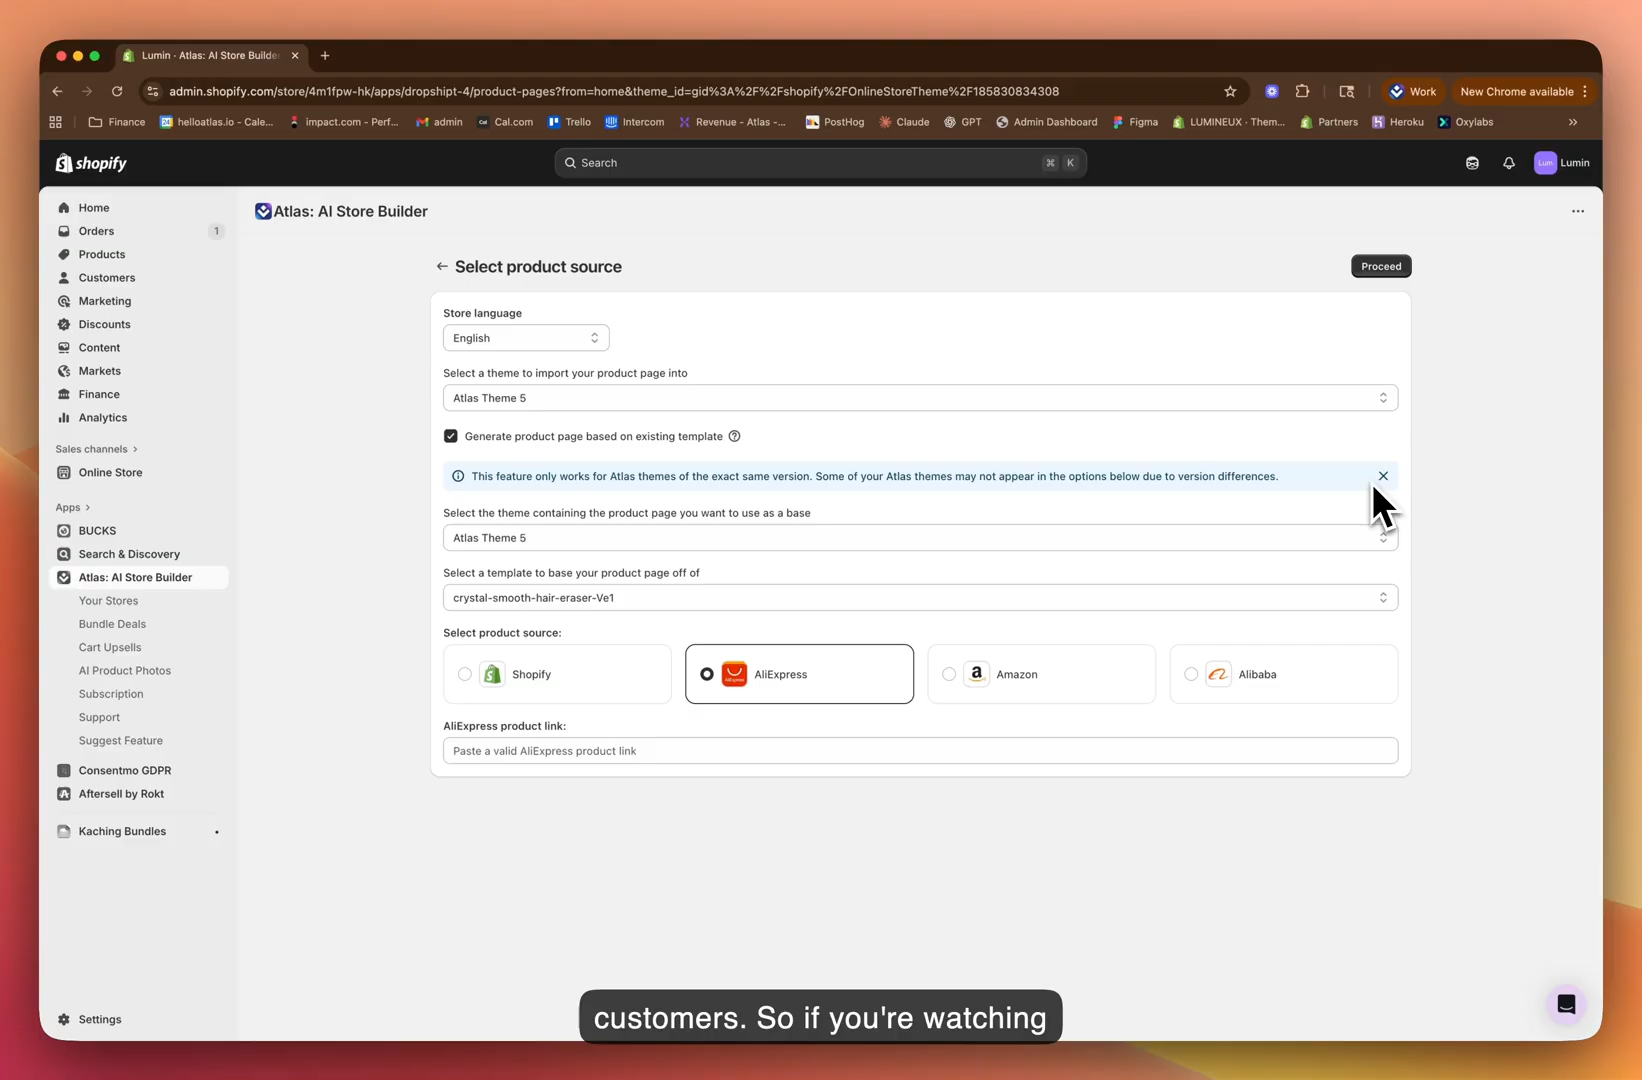 Lumin · Atlas: AI Store Builde
admin.shopify.com/store/4m1fpw-hk/apps/dropshipt-4/product-pages?from=home&theme_id=gid%3A%2F%2Fshopify%2FOnlineStoreTheme%2F185830834308
Work
New Chrome available
Finance
helloatlas.io - Cale...
impact.com - Perf...
admin
Cal.com
Trello
Intercom
Revenue - Atlas -...
PostHog
Claude
GPT
Admin Dashboard
Figma
LUMINEUX · Them...
Partners
Heroku
Oxylabs
shopify
Search
⌘ K
Lum
Lumin
Home
Orders
1
Products
Customers
Marketing
Discounts
Content
Markets
Finance
Analytics
Sales channels
Online Store
Apps
BUCKS
Search & Discovery
Atlas: AI Store Builder
Your Stores
Bundle Deals
Cart Upsells
AI Product Photos
Subscription
Support
Suggest Feature
Consentmo GDPR
Aftersell by Rokt
Kaching Bundles
Settings
Atlas: AI Store Builder
Select product source
Proceed
Store language
English
Select a theme to import your product page into
Atlas Theme 5
Generate product page based on existing template
This feature only works for Atlas themes of the exact same version. Some of your Atlas themes may not appear in the options below due to version differences.
Select the theme containing the product page you want to use as a base
Atlas Theme 5
Select a template to base your product page off of
crystal-smooth-hair-eraser-Ve1
Select product source:
Shopify
AliExpress
Amazon
Alibaba
AliExpress product link:
Paste a valid AliExpress product link
customers. So if you're watching